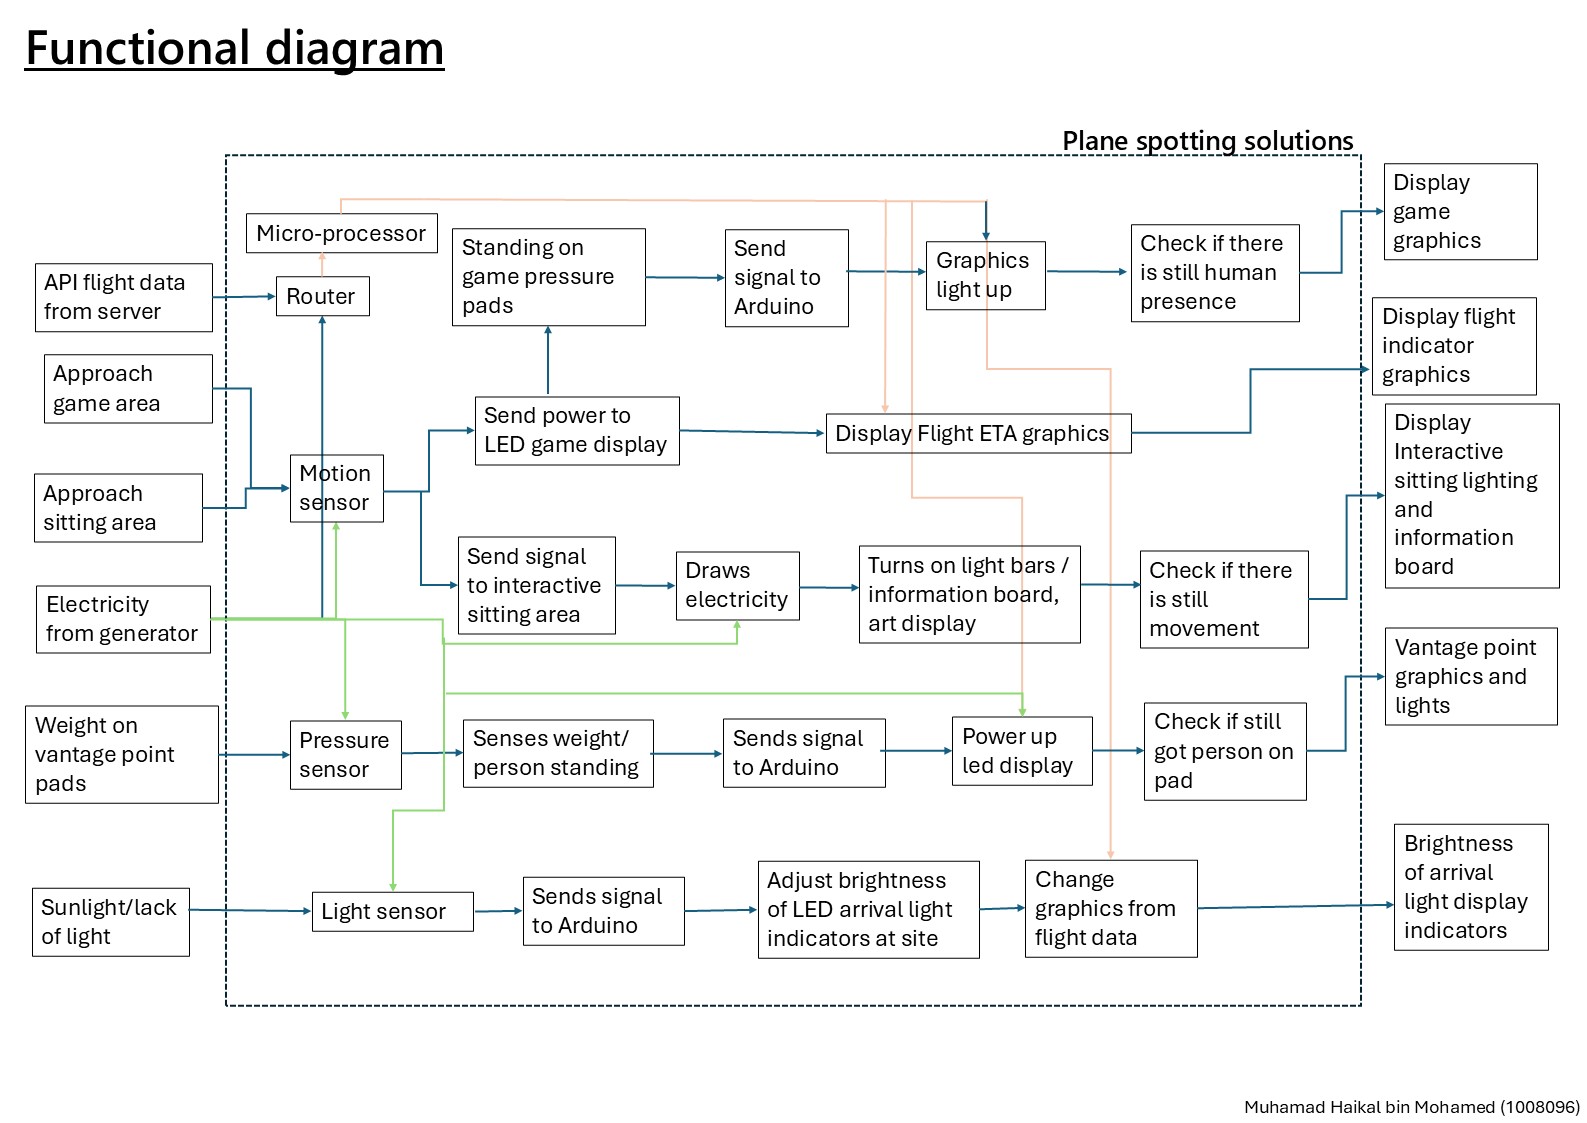 Functional diagram
Plane spotting solutions
Display
game
graphics
Micro-processor
Standing on
game pressure
pads
Send
signal to
Arduino
Graphics
light up
Check if there
is still human
presence
API flight data
from server
Router
Display flight
indicator
graphics
Approach
game area
Send power to
LED game display
Display Flight ETA graphics
Display
Interactive
sitting lighting
and
information
board
Motion
sensor
Approach
sitting area
Send signal
to interactive
sitting area
Draws
electricity
Turns on light bars /
information board,
art display
Check if there
is still
movement
Electricity
from generator
Vantage point
graphics and
lights
Weight on
vantage point
pads
Pressure
sensor
Senses weight/
person standing
Sends signal
to Arduino
Power up
led display
Check if still
got person on
pad
Sunlight/lack
of light
Light sensor
Sends signal
to Arduino
Adjust brightness
of LED arrival light
indicators at site
Change
graphics from
flight data
Brightness
of arrival
light display
indicators
Muhamad Haikal bin Mohamed (1008096)